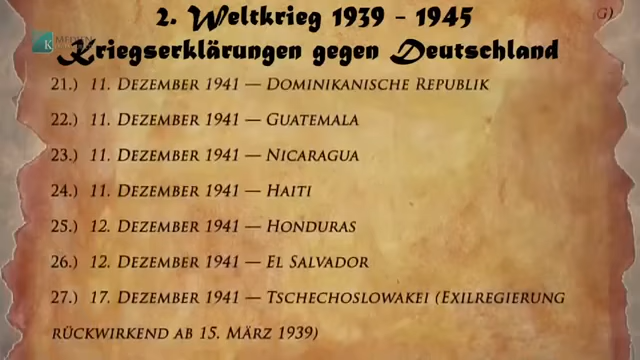 2. Weltkrieg 1939 - 1945
(G)
K MEDIEN
Kriegserklärungen gegen Deutschland
21.) 11. Dezember 1941 — Dominikanische Republik
22.) 11. Dezember 1941 — Guatemala
23.) 11. Dezember 1941 — Nicaragua
24.) 11. Dezember 1941 — Haiti
25.) 12. Dezember 1941 — Honduras
26.) 12. Dezember 1941 — El Salvador
27.) 17. Dezember 1941 — Tschechoslowakei (Exilregierung
rückwirkend ab 15. März 1939)